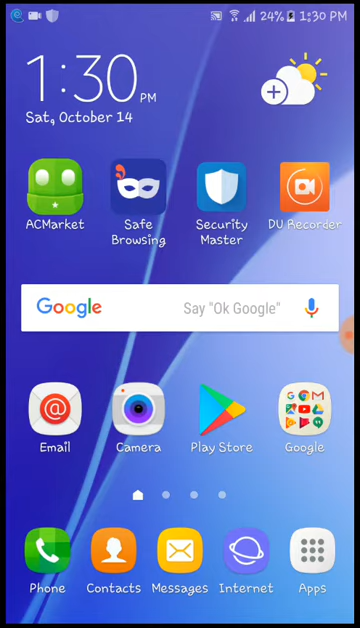 24% 1:30 PM
1:30 PM
Sat, October 14
ACMarket
Safe Browsing
Security Master
DU Recorder
Google
Say "Ok Google"
Email
Camera
Play Store
Google
Phone
Contacts
Messages
Internet
Apps